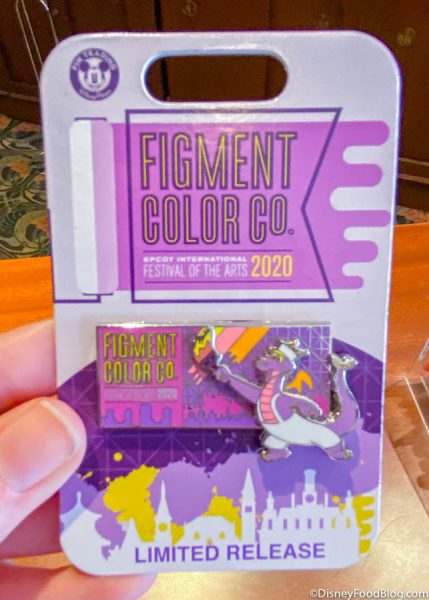 PIN TRADING
FIGMENT
COLOR CO.
EPCOT INTERNATIONAL
FESTIVAL OF THE ARTS 2020
FIGMENT
COLOR CO.
2020
LIMITED RELEASE
©DisneyFoodBlog.com